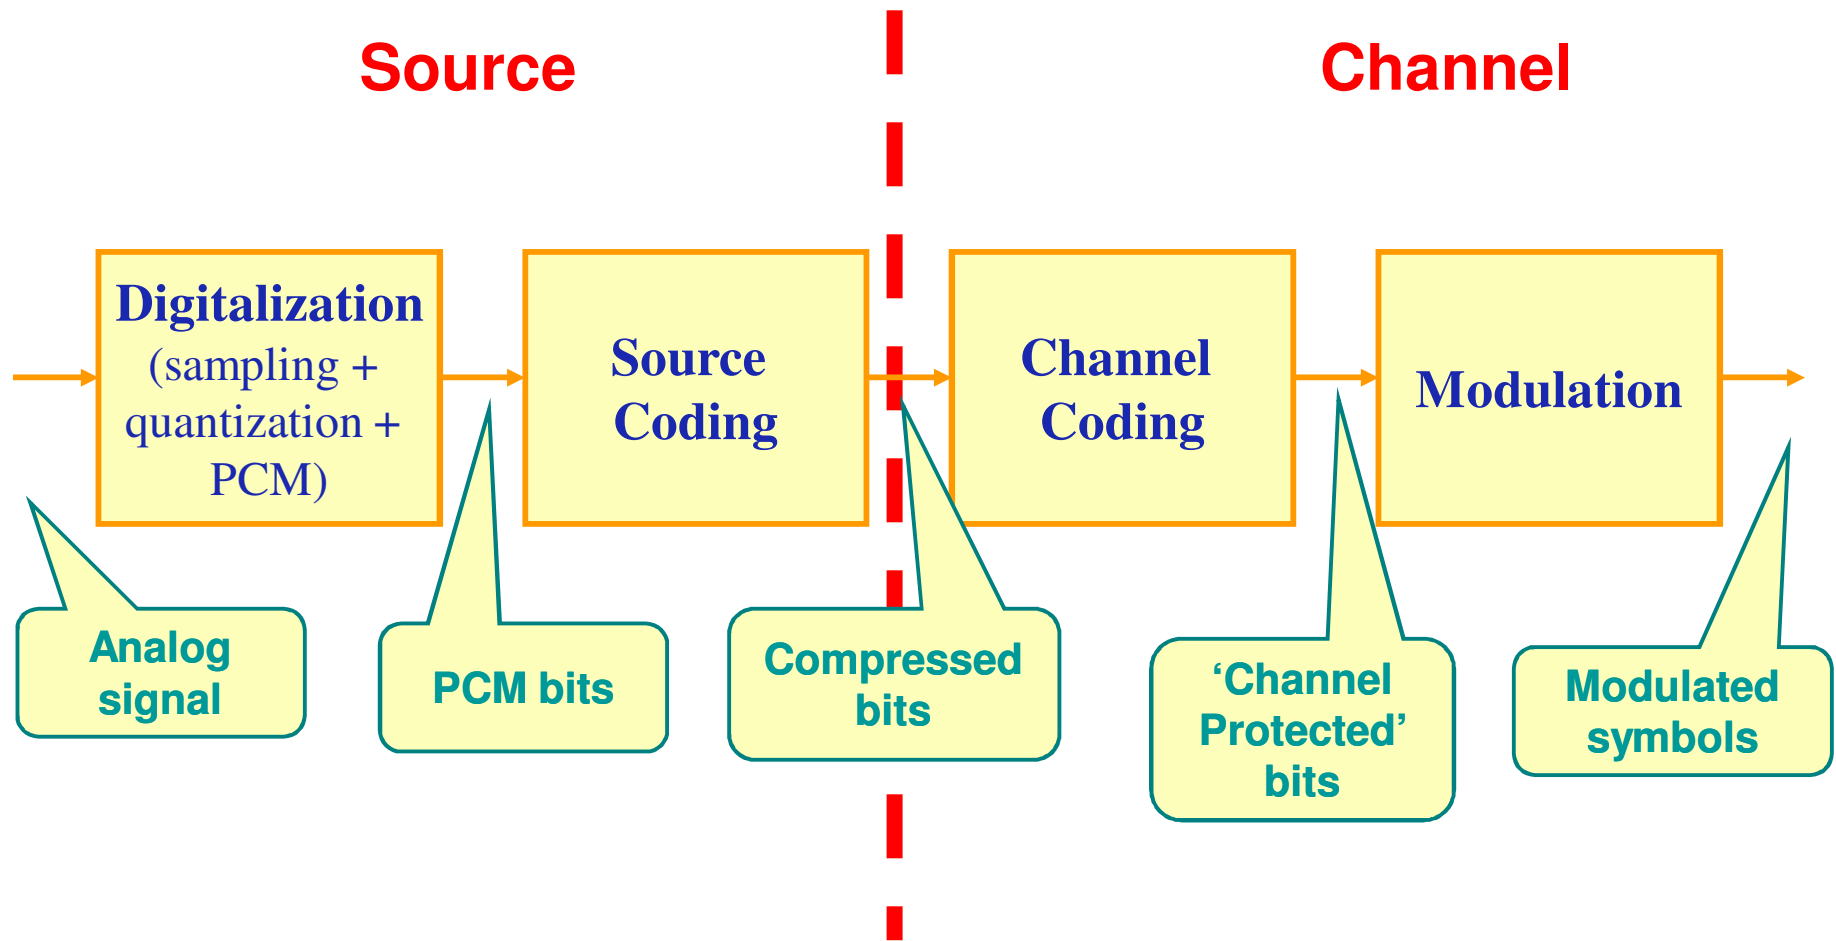 Source
Channel
Digitalization
(sampling +
quantization +
PCM)
Source
Coding
Channel
Coding
Modulation
Analog
signal
PCM bits
Compressed
bits
‘Channel
Protected’
bits
Modulated
symbols